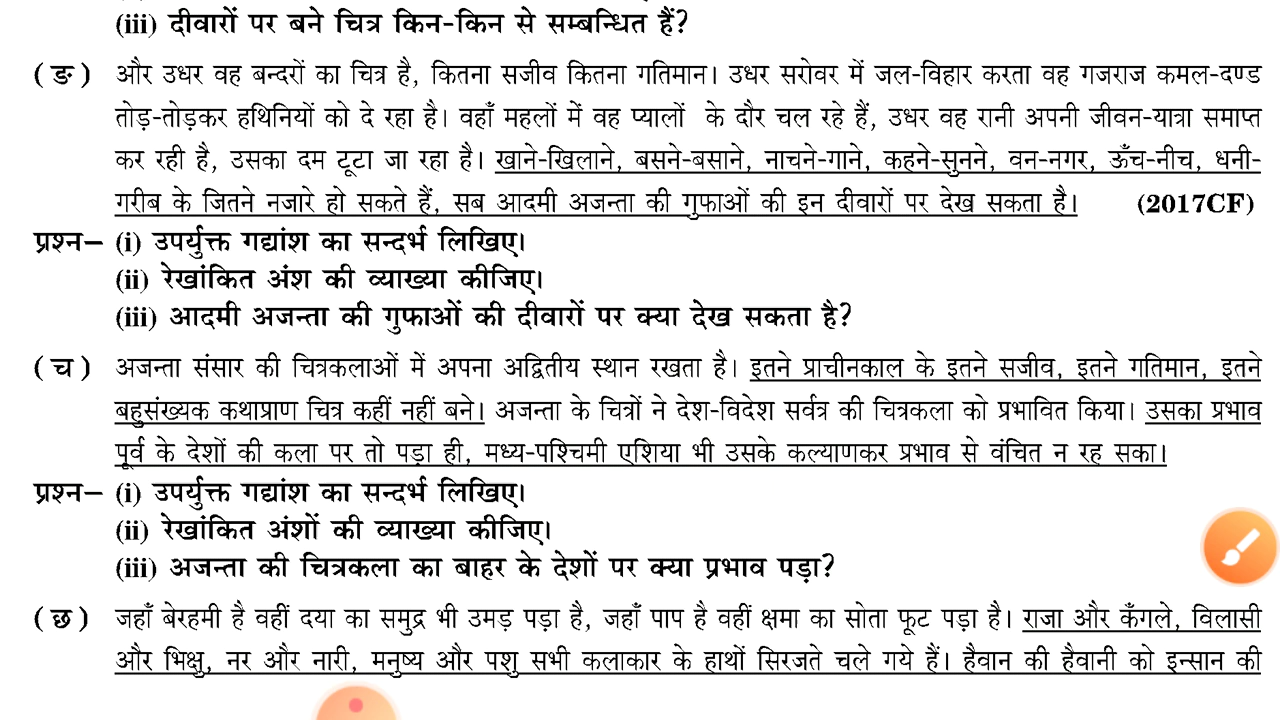 (iii) दीवारों पर बने चित्र किन-किन से सम्बन्धित हैं?
( ङ ) और उधर वह बन्दरों का चित्र है, कितना सजीव कितना गतिमान। उधर सरोवर में जल-विहार करता वह गजराज कमल-दण्ड
तोड़-तोड़कर हथिनियों को दे रहा है। वहाँ महलों में वह प्यालों के दौर चल रहे हैं, उधर वह रानी अपनी जीवन-यात्रा समाप्त
कर रही है, उसका दम टूटा जा रहा है। खाने-खिलाने, बसने-बसाने, नाचने-गाने, कहने-सुनने, वन-नगर, ऊँच-नीच, धनी-
गरीब के जितने नजारे हो सकते हैं, सब आदमी अजन्ता की गुफाओं की इन दीवारों पर देख सकता है। (2017CF)
प्रश्न– (i) उपर्युक्त गद्यांश का सन्दर्भ लिखिए।
(ii) रेखांकित अंश की व्याख्या कीजिए।
(iii) आदमी अजन्ता की गुफाओं की दीवारों पर क्या देख सकता है?
( च ) अजन्ता संसार की चित्रकलाओं में अपना अद्वितीय स्थान रखता है। इतने प्राचीनकाल के इतने सजीव, इतने गतिमान, इतने
बहुसंख्यक कथाप्राण चित्र कहीं नहीं बने। अजन्ता के चित्रों ने देश-विदेश सर्वत्र की चित्रकला को प्रभावित किया। उसका प्रभाव
पूर्व के देशों की कला पर तो पड़ा ही, मध्य-पश्चिमी एशिया भी उसके कल्याणकर प्रभाव से वंचित न रह सका।
प्रश्न– (i) उपर्युक्त गद्यांश का सन्दर्भ लिखिए।
(ii) रेखांकित अंशों की व्याख्या कीजिए।
(iii) अजन्ता की चित्रकला का बाहर के देशों पर क्या प्रभाव पड़ा?
( छ ) जहाँ बेरहमी है वहीं दया का समुद्र भी उमड़ पड़ा है, जहाँ पाप है वहीं क्षमा का सोता फूट पड़ा है। राजा और कँगले, विलासी
और भिक्षु, नर और नारी, मनुष्य और पशु सभी कलाकार के हाथों सिरजते चले गये हैं। हैवान की हैवानी को इन्सान की